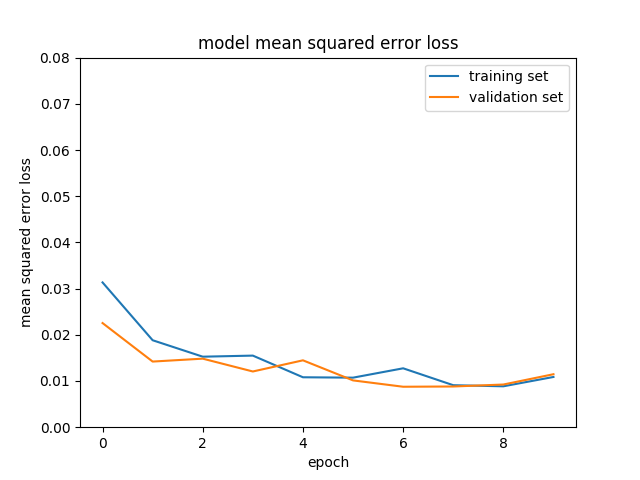 model mean squared error loss
training set
validation set
0.08
0.07
0.06
0.05
0.04
0.03
0.02
0.01
0.00
mean squared error loss
0 2 4 6 8
epoch